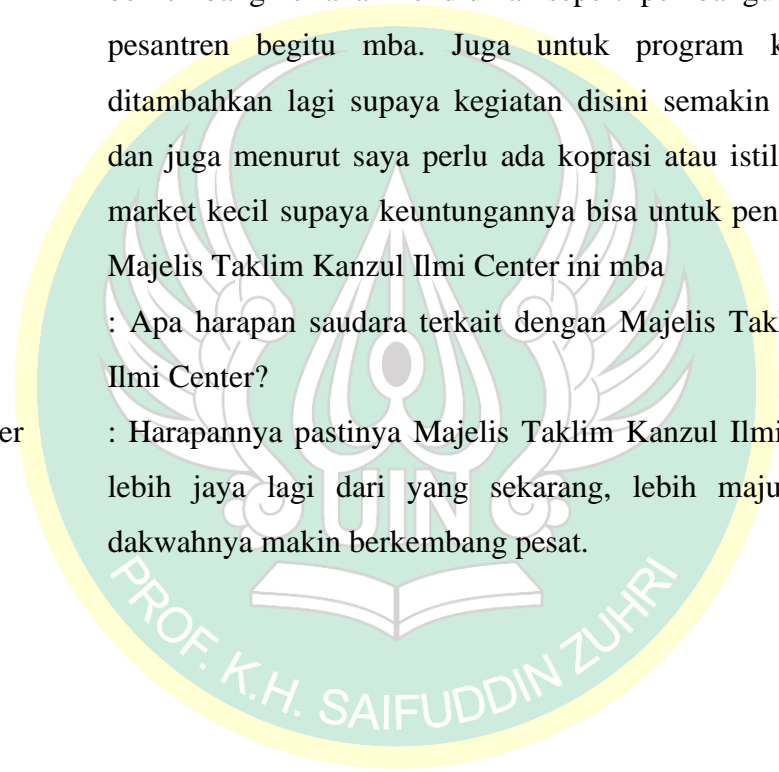 pesantren begitu mba. Juga untuk program k
ditambahkan lagi supaya kegiatan disini semakin
dan juga menurut saya perlu ada koprasi atau istil
market kecil supaya keuntungannya bisa untuk pen
Majelis Taklim Kanzul Ilmi Center ini mba
: Apa harapan saudara terkait dengan Majelis Takl
Ilmi Center?
er : Harapannya pastinya Majelis Taklim Kanzul Ilmi
lebih jaya lagi dari yang sekarang, lebih maju
dakwahnya makin berkembang pesat.
UIN
PROF. K.H. SAIFUDDIN ZUHRI